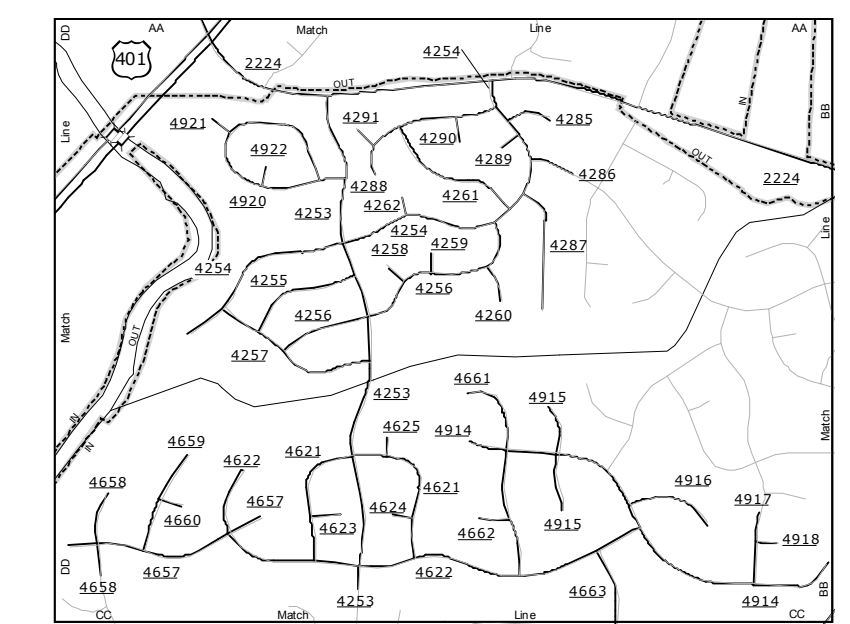 DD
AA
Match
Line
AA
401
2224
4254
OUT
4921
4291
4285
4290
IN
BB
Line
4922
4289
OUT
4286
4920
4288
4261
2224
4262
4253
4254
4259
4287
Line
4258
4254
4255
4256
4260
4256
Match
OUT
4257
4661
4253
4915
IN
4625
4914
Match
IN
4659
4621
4622
4658
4916
4621
4657
4917
4624
4660
4623
4662
4915
4918
DD
4657
4622
4658
4253
4663
4914
BB
CC
Match
Line
CC